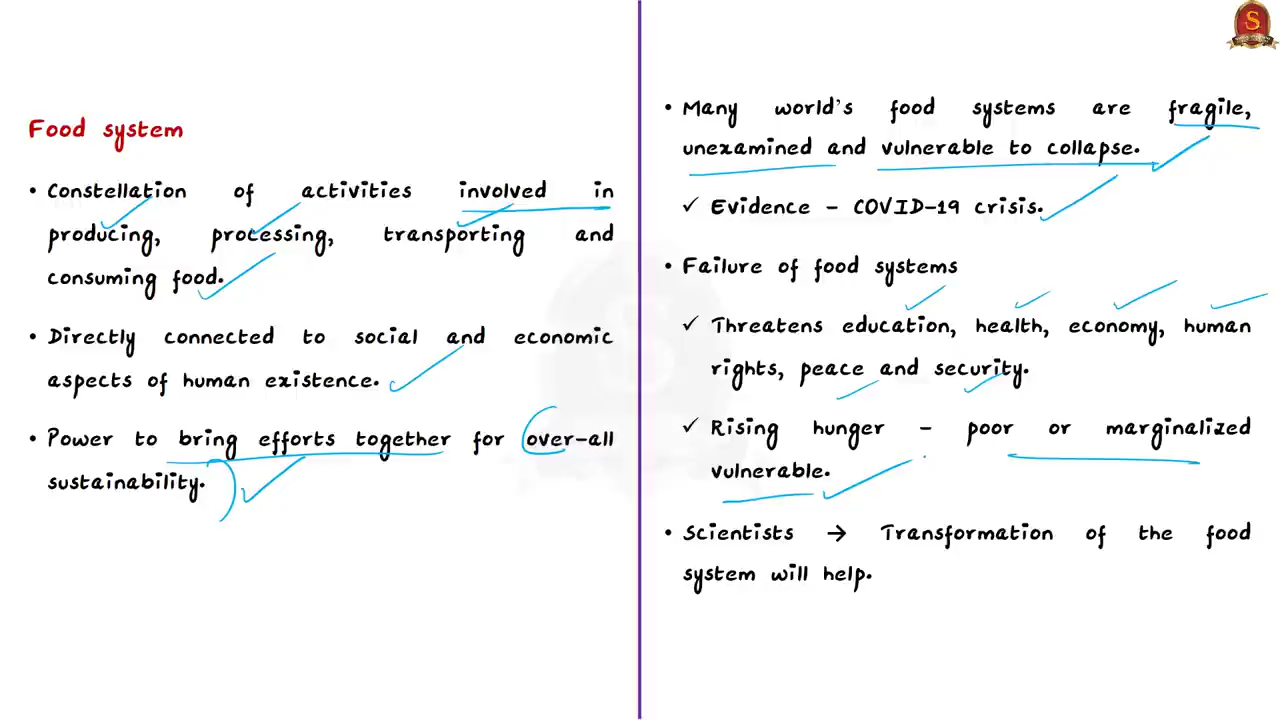 Food system
• Constellation of activities involved in
producing, processing, transporting and
consuming food.
• Directly connected to social and economic
aspects of human existence.
• Power to bring efforts together for over-all
sustainability.
• Many world's food systems are fragile,
unexamined and vulnerable to collapse.
✓ Evidence – COVID-19 crisis.
• Failure of food systems
✓ Threatens education, health, economy, human
rights, peace and security.
✓ Rising hunger – poor or marginalized
vulnerable.
• Scientists → Transformation of the food
system will help.
S